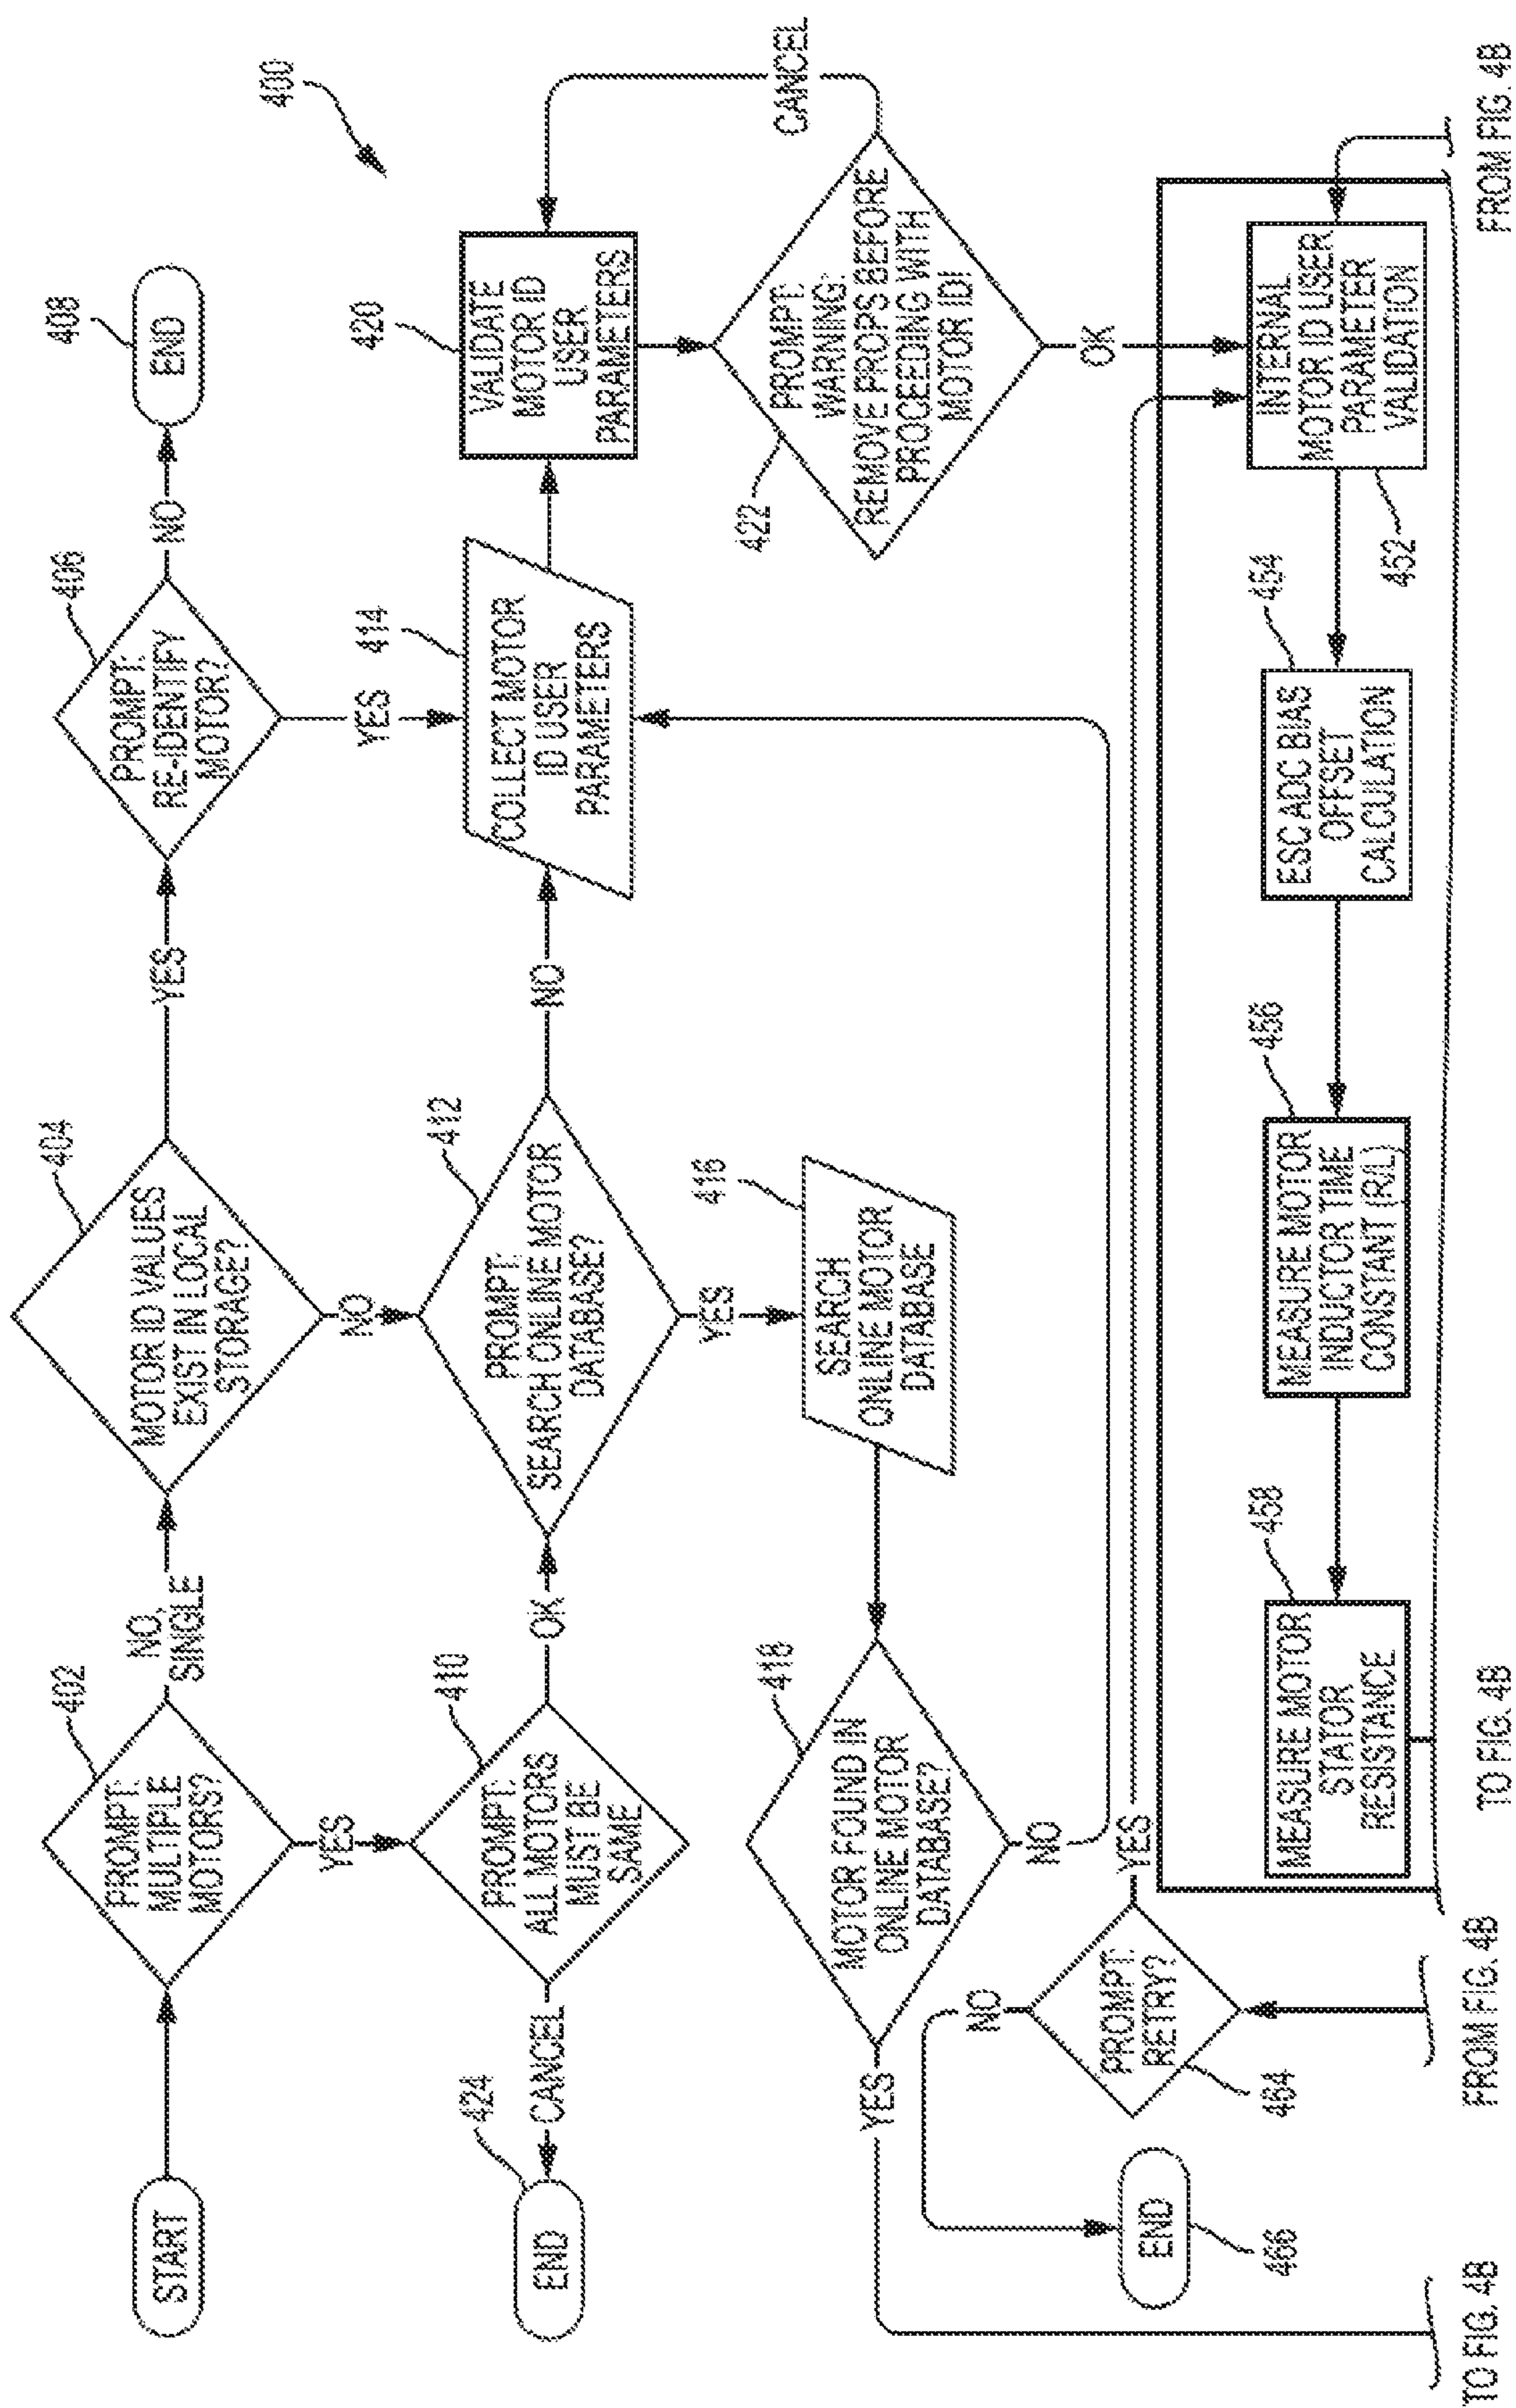 400
START
PROMPT:
MULTIPLE
MOTORS?
402
NO,
SINGLE
YES
MOTOR ID VALUES
EXIST IN LOCAL
STORAGE?
404
YES
NO
PROMPT:
RE-IDENTIFY
MOTOR?
406
NO
YES
END
408
END
424
CANCEL
PROMPT:
ALL MOTORS
MUST BE
SAME
410
OK
PROMPT:
SEARCH ONLINE MOTOR
DATABASE?
412
NO
YES
COLLECT MOTOR
ID USER
PARAMETERS
414
VALIDATE
MOTOR ID
USER
PARAMETERS
420
SEARCH
ONLINE MOTOR
DATABASE
416
MOTOR FOUND IN
ONLINE MOTOR
DATABASE?
418
YES
NO
PROMPT:
WARNING:
REMOVE PROPS BEFORE
PROCEEDING WITH
MOTOR ID!
422
CANCEL
OK
END
466
NO
PROMPT:
RETRY?
464
YES
MEASURE MOTOR
STATOR
RESISTANCE
458
MEASURE MOTOR
INDUCTOR TIME
CONSTANT (R/L)
456
ESC ADC BIAS
OFFSET
CALCULATION
454
INTERNAL
MOTOR ID USER
PARAMETER
VALIDATION
452
TO FIG. 4B
FROM FIG. 4B
TO FIG. 4B
FROM FIG. 4B